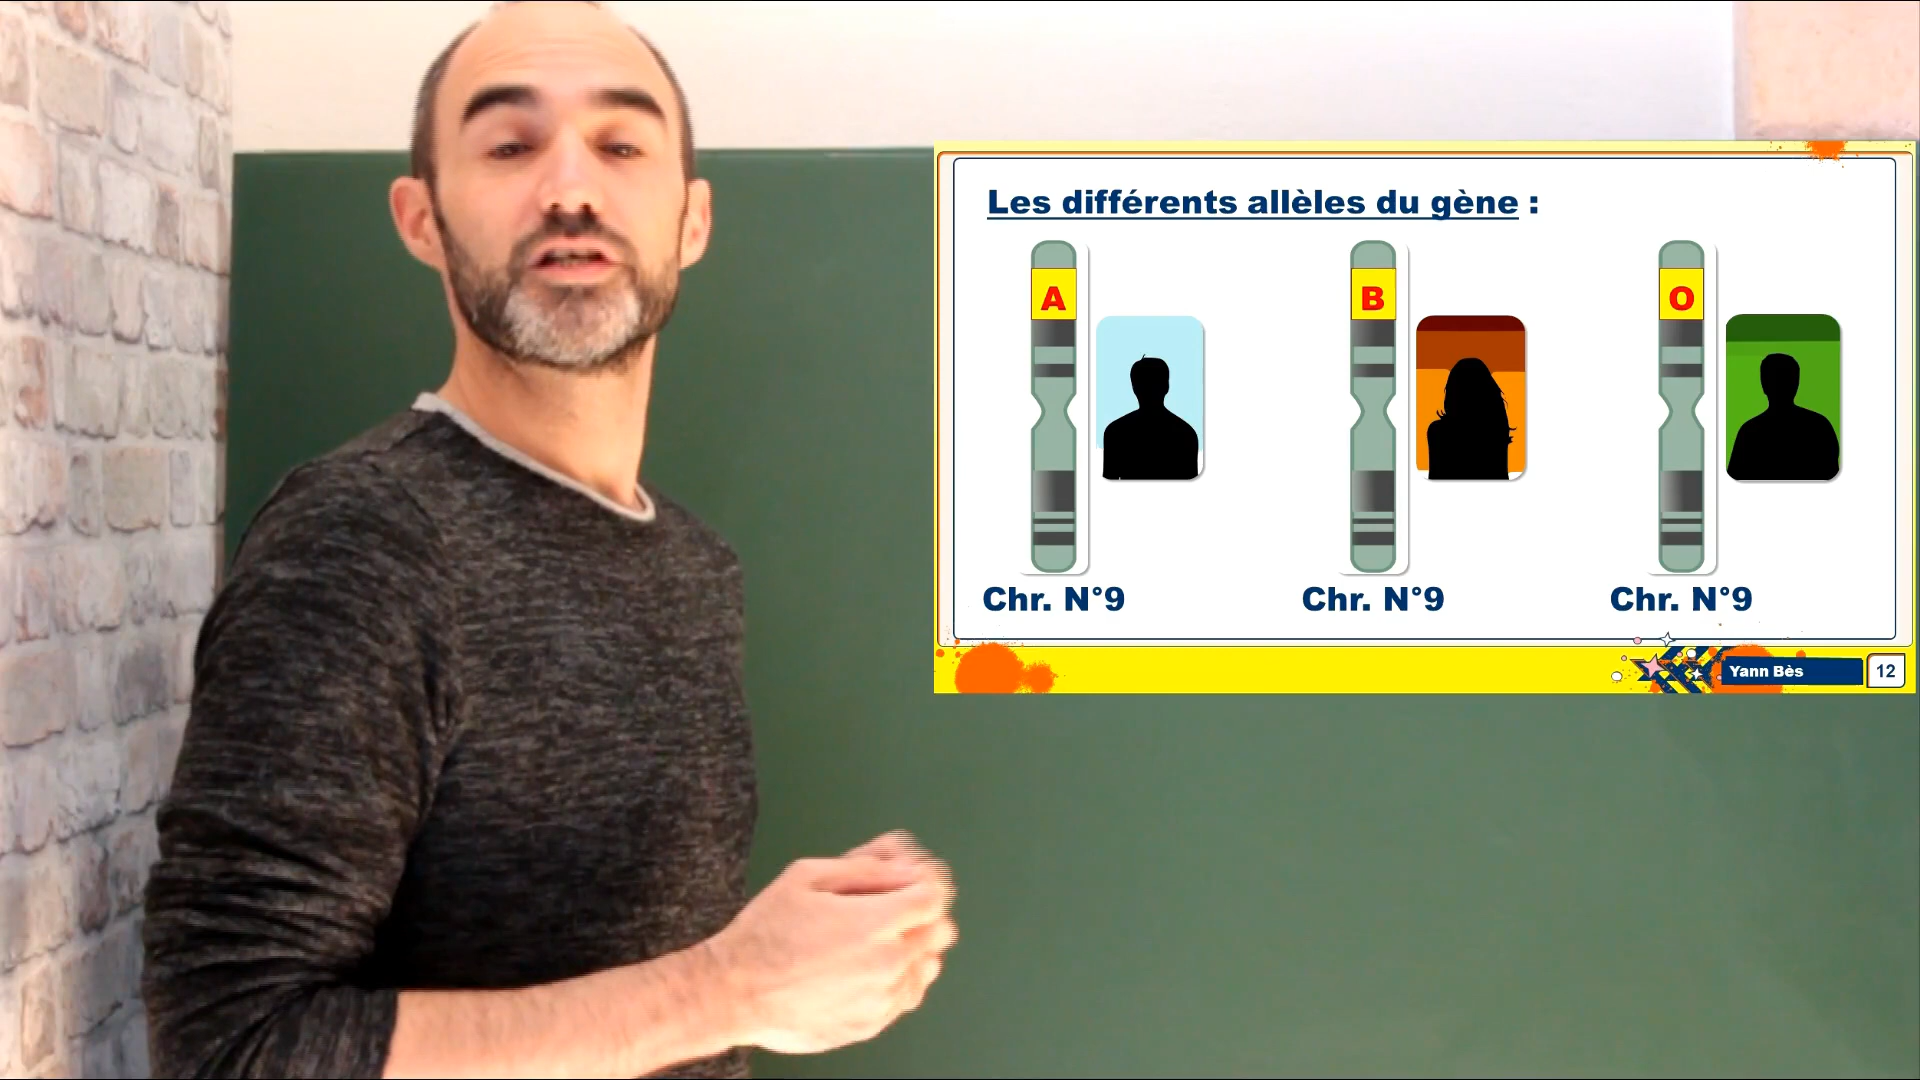 Les différents allèles du gène :
A
B
O
Chr. N°9
Chr. N°9
Chr. N°9
Yann Bès
12